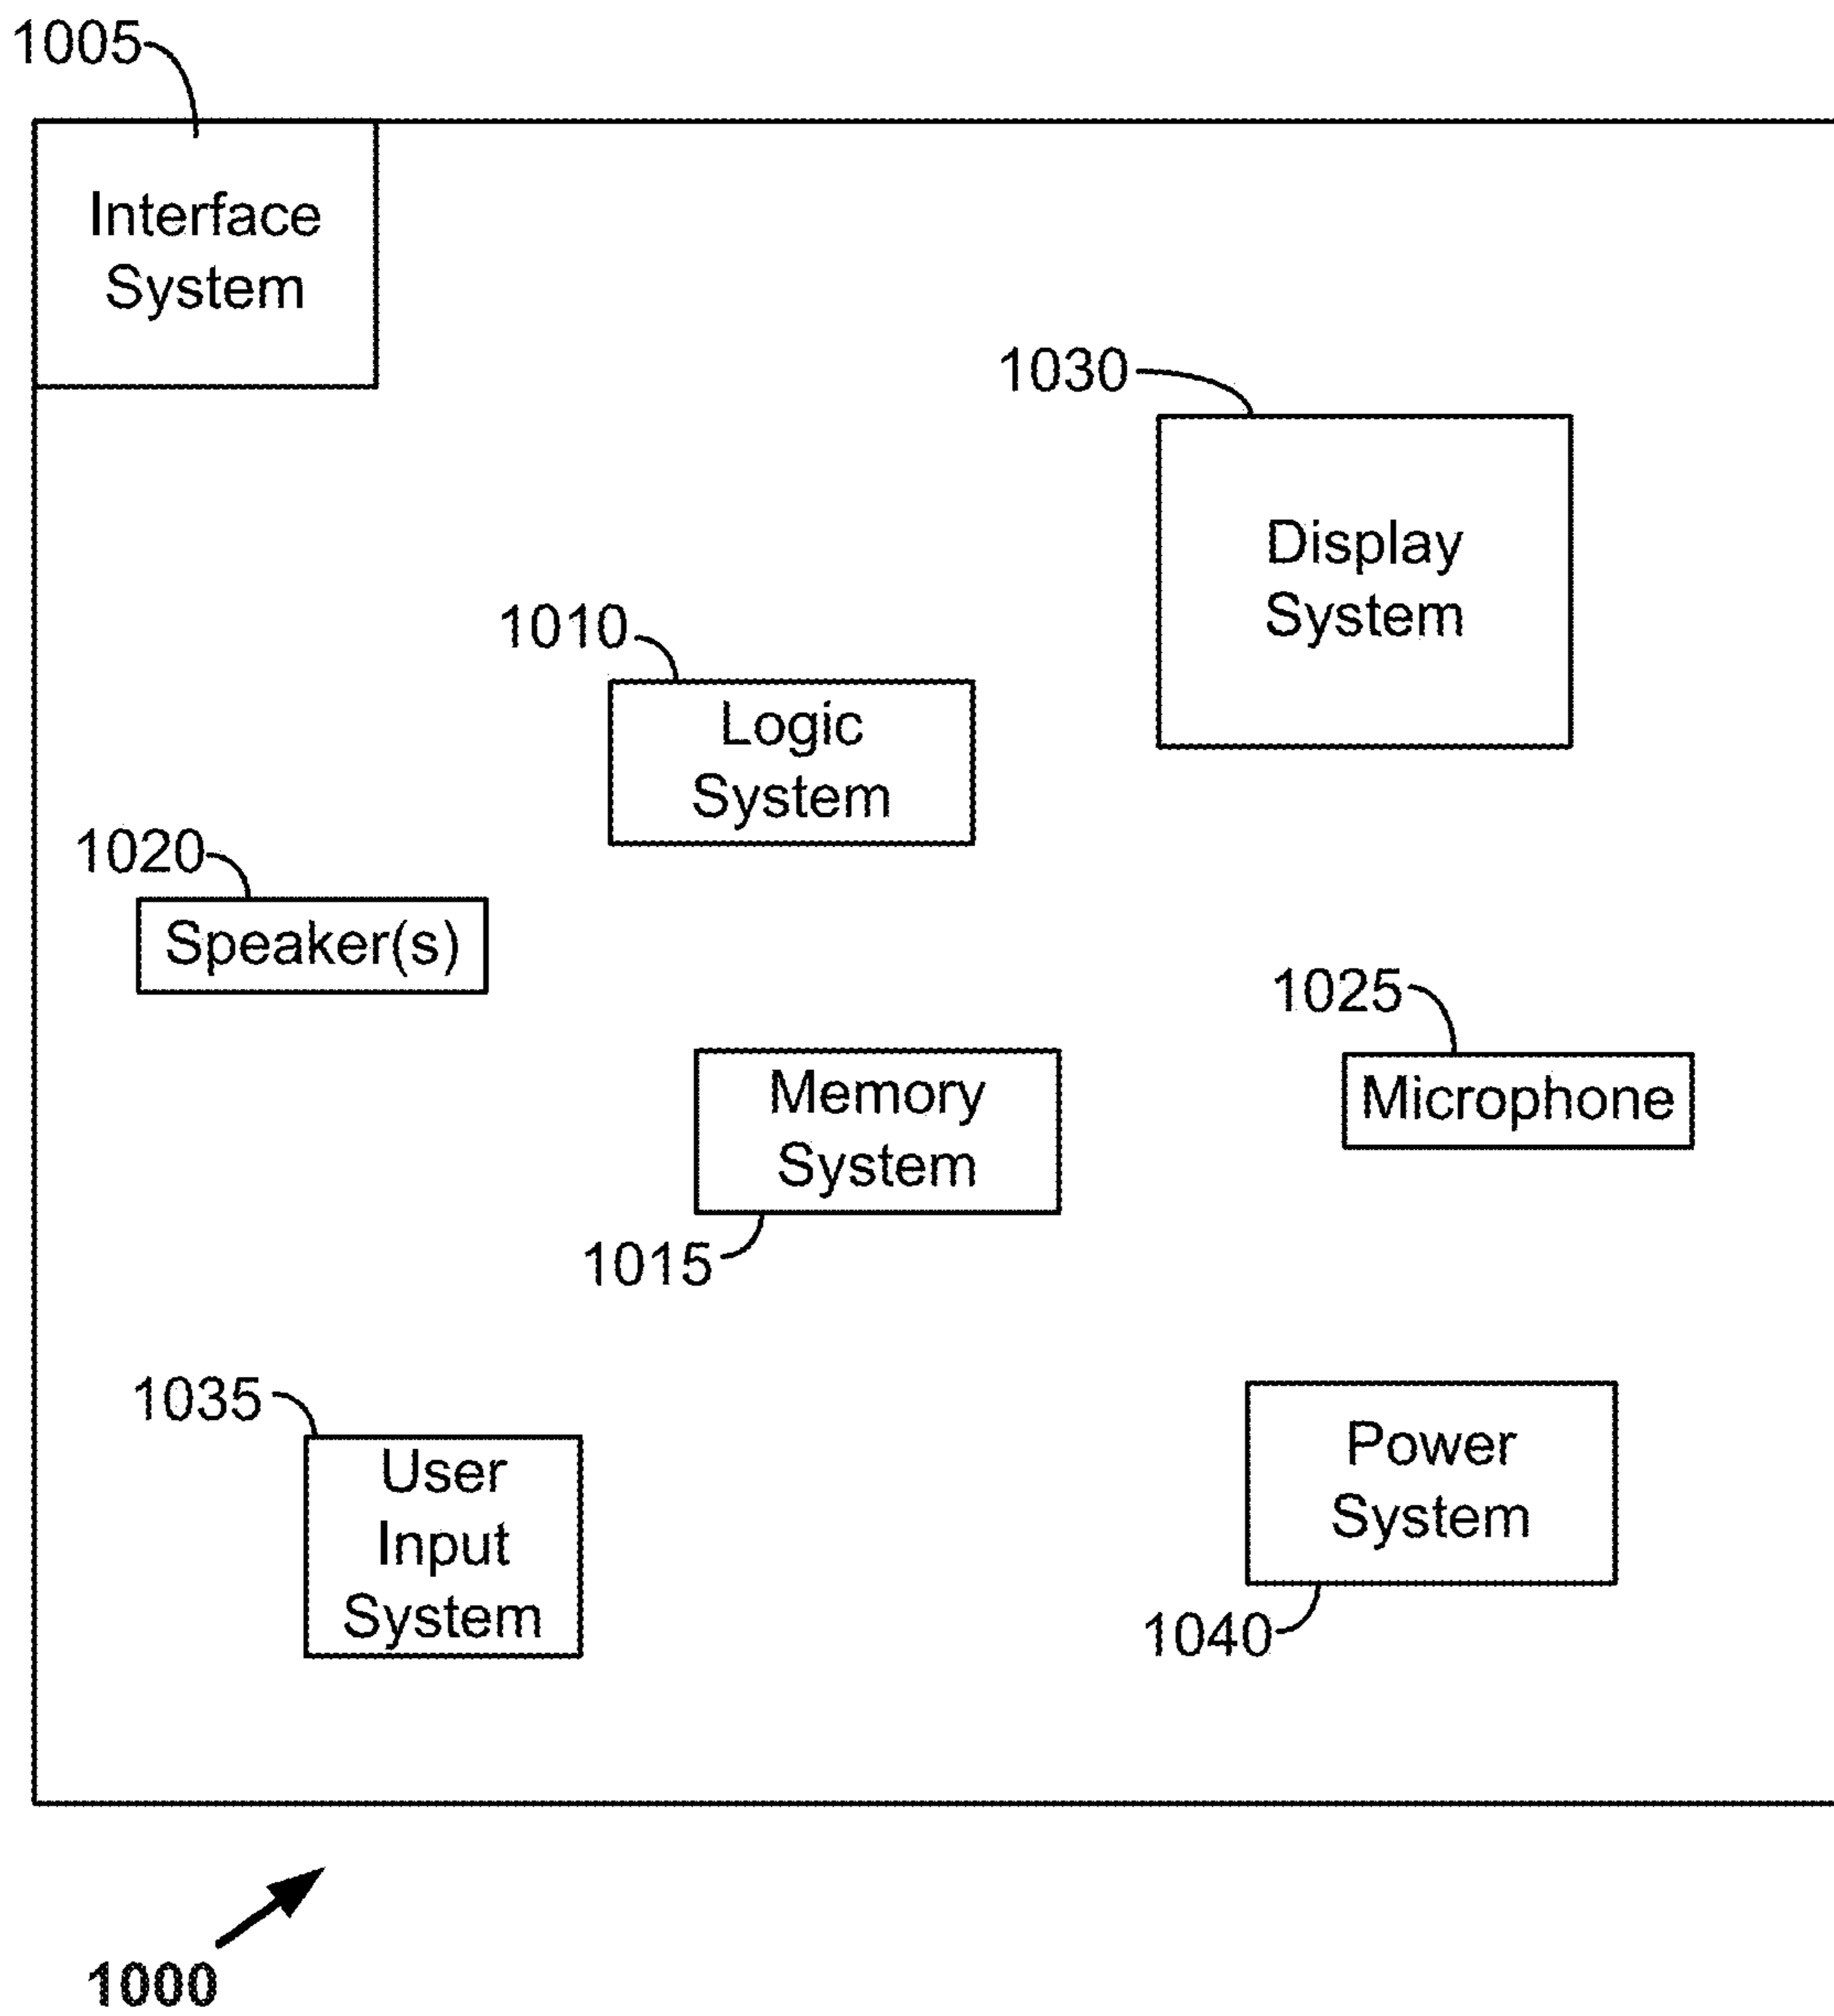 1005
Interface
System
1030
Display
System
1010
Logic
System
1020
Speaker(s)
1025
Microphone
Memory
System
1015
1035
User
Input
System
Power
System
1040
1000